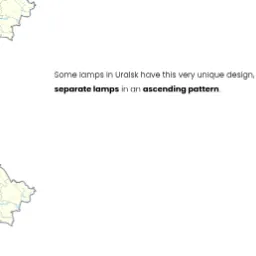 Some lamps in Uralsk have this very unique design,
separate lamps in an ascending pattern.